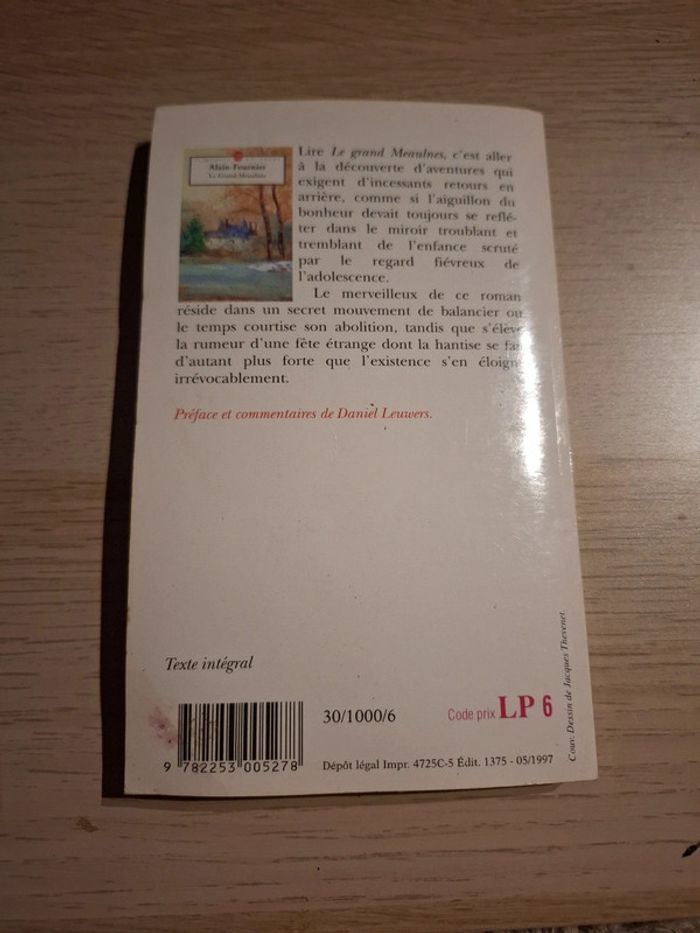 Alain-Fournier
Le Grand Meaulnes
Lire Le grand Meaulnes, c'est aller
à la découverte d'aventures qui
exigent d'incessants retours en
arrière, comme si l'aiguillon du
bonheur devait toujours se reflé-
ter dans le miroir troublant et
tremblant de l'enfance scruté
par le regard fiévreux de
l'adolescence.
Le merveilleux de ce roman
réside dans un secret mouvement de balancier ou
le temps courtise son abolition, tandis que s'élève
la rumeur d'une fête étrange dont la hantise se fait
d'autant plus forte que l'existence s'en éloigne
irrévocablement.
Préface et commentaires de Daniel Leuwers.
Texte intégral
30/1000/6
Code prix LP 6
9 782253 005278
Dépôt légal Impr. 4725C-5 Édit. 1375 - 05/1997
Couv. Dessin de Jacques Thevenet.